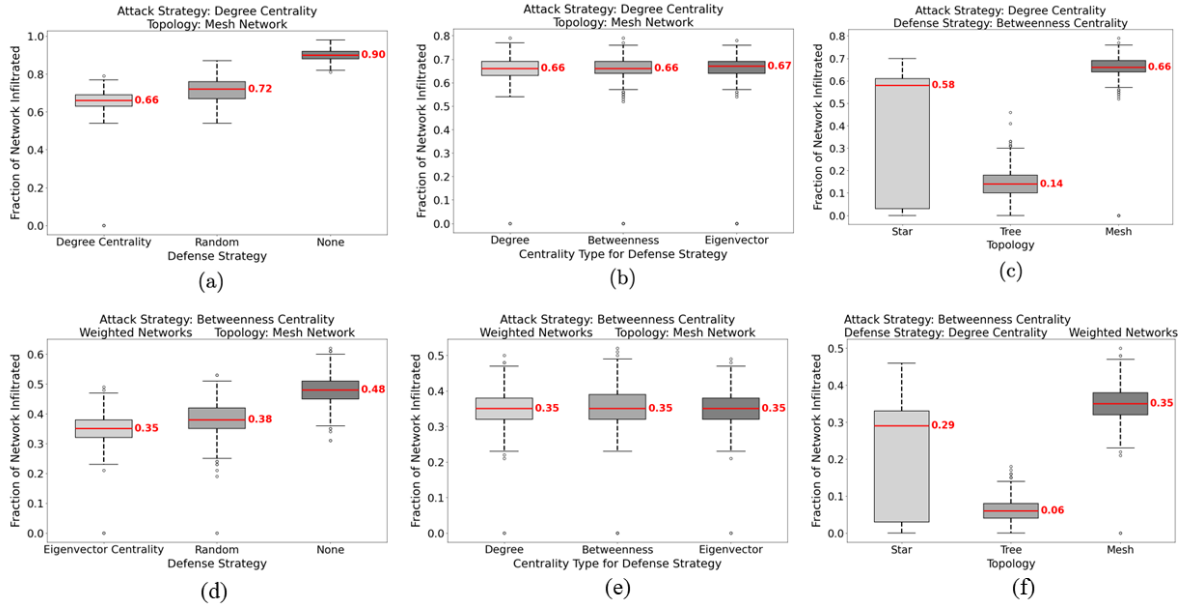 Attack Strategy: Degree Centrality
Topology: Mesh Network
Fraction of Network Infiltrated
1.0
0.8
0.6
0.4
0.2
0.0
0.66
0.72
0.90
Degree Centrality Random None
Defense Strategy
(a)
Attack Strategy: Degree Centrality
Topology: Mesh Network
Fraction of Network Infiltrated
0.8
0.7
0.6
0.5
0.4
0.3
0.2
0.1
0.0
0.66
0.66
0.67
Degree Betweenness Eigenvector
Centrality Type for Defense Strategy
(b)
Attack Strategy: Degree Centrality
Defense Strategy: Betweenness Centrality
Fraction of Network Infiltrated
0.8
0.7
0.6
0.5
0.4
0.3
0.2
0.1
0.0
0.58
0.14
0.66
Star Tree Mesh
Topology
(c)
Attack Strategy: Betweenness Centrality
Weighted Networks Topology: Mesh Network
Fraction of Network Infiltrated
0.6
0.5
0.4
0.3
0.2
0.1
0.0
0.35
0.38
0.48
Eigenvector Centrality Random None
Defense Strategy
(d)
Attack Strategy: Betweenness Centrality
Weighted Networks Topology: Mesh Network
Fraction of Network Infiltrated
0.5
0.4
0.3
0.2
0.1
0.0
0.35
0.35
0.35
Degree Betweenness Eigenvector
Centrality Type for Defense Strategy
(e)
Attack Strategy: Betweenness Centrality
Defense Strategy: Degree Centrality Weighted Networks
Fraction of Network Infiltrated
0.5
0.4
0.3
0.2
0.1
0.0
0.29
0.06
0.35
Star Tree Mesh
Topology
(f)